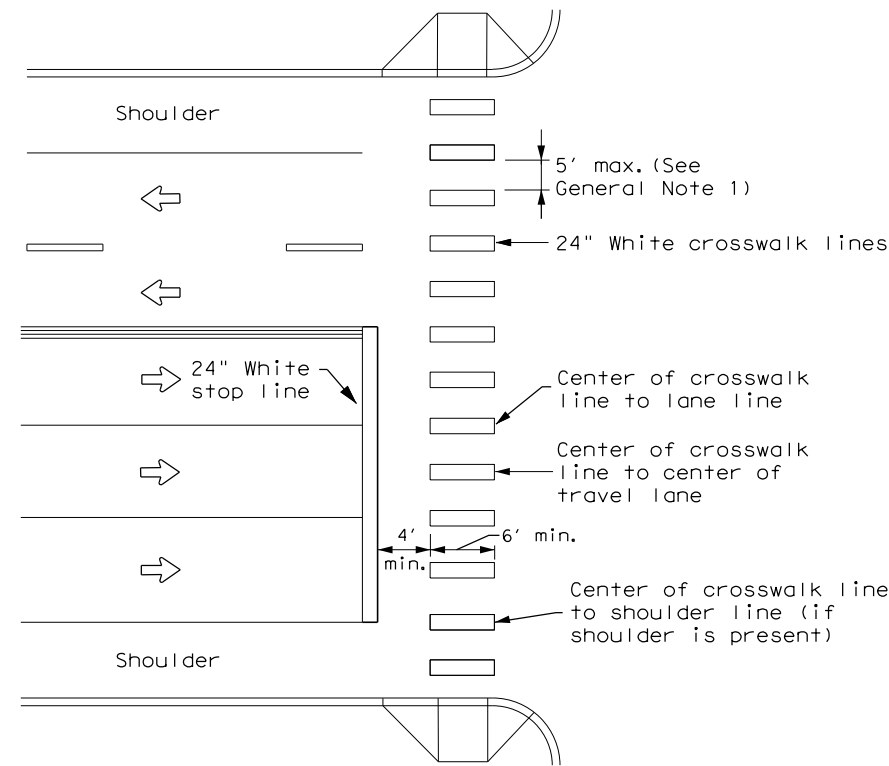 Shoulder
5' max. (See
General Note 1)
24" White crosswalk lines
24" White
stop line
Center of crosswalk
line to lane line
Center of crosswalk
line to center of
travel lane
4'
min.
6' min.
Center of crosswalk line
to shoulder line (if
shoulder is present)
Shoulder